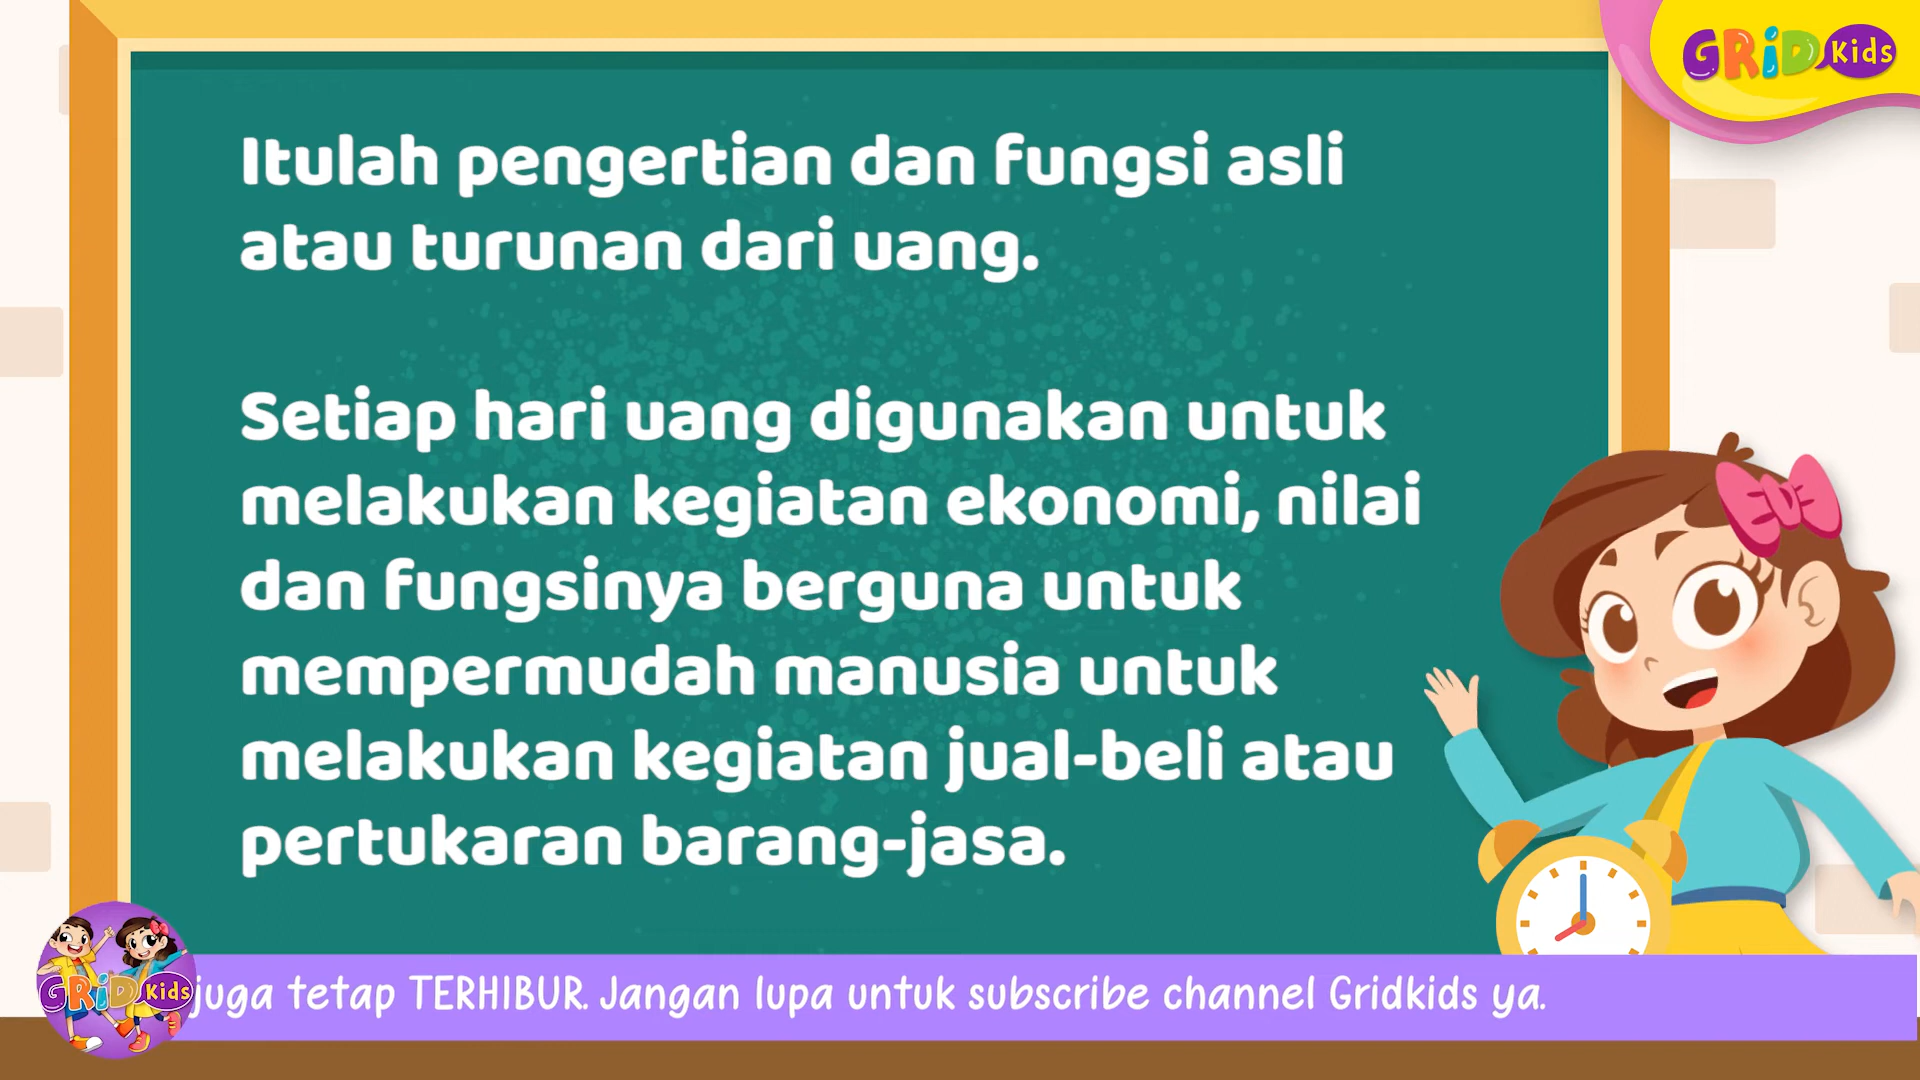 GRiD Kids
Itulah pengertian dan fungsi asli
atau turunan dari uang.
Setiap hari uang digunakan untuk
melakukan kegiatan ekonomi, nilai
dan fungsinya berguna untuk
mempermudah manusia untuk
melakukan kegiatan jual-beli atau
pertukaran barang-jasa.
GRiD Kids
juga tetap TERHIBUR. Jangan lupa untuk subscribe channel Gridkids ya.